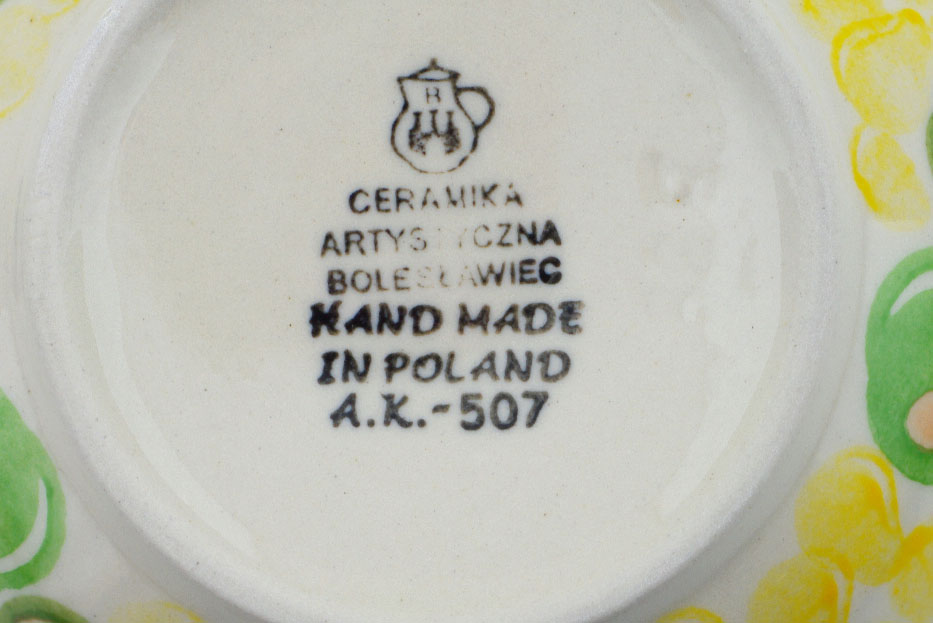 B
CERAMIKA
ARTYSTYCZNA
BOLESŁAWIEC
HAND MADE
IN POLAND
A.K.-507